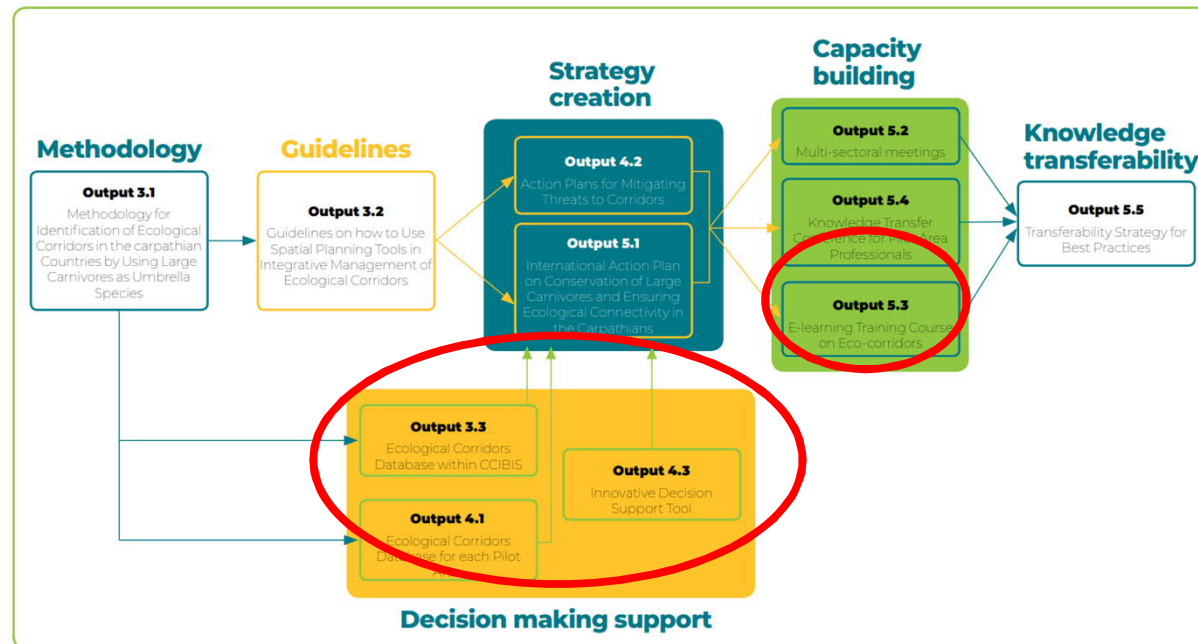 Methodology
Output 3.1
Methodology for
Identification of Ecological
Corridors in the carpathian
Countries by Using Large
Carnivores as Umbrella
Species
Guidelines
Output 3.2
Guidelines on how to Use
Spatial Planning Tools in
Integrative Management of
Ecological Corridors
Strategy
creation
Output 4.2
Action Plans for Mitigating
Threats to Corridors
Output 5.1
International Action Plan
on Conservation of Large
Carnivores and Ensuring
Ecological Connectivity in
the Carpathians
Capacity
building
Output 5.2
Multi-sectoral meetings
Output 5.4
Knowledge Transfer
Conference for Pilot Area
Professionals
Output 5.3
E-learning Training Course
on Eco-corridors
Knowledge
transferability
Output 5.5
Transferability Strategy for
Best Practices
Output 3.3
Ecological Corridors
Database within CCIBIS
Output 4.1
Ecological Corridors
Database for each Pilot
Output 4.3
Innovative Decision
Support Tool
Decision making support